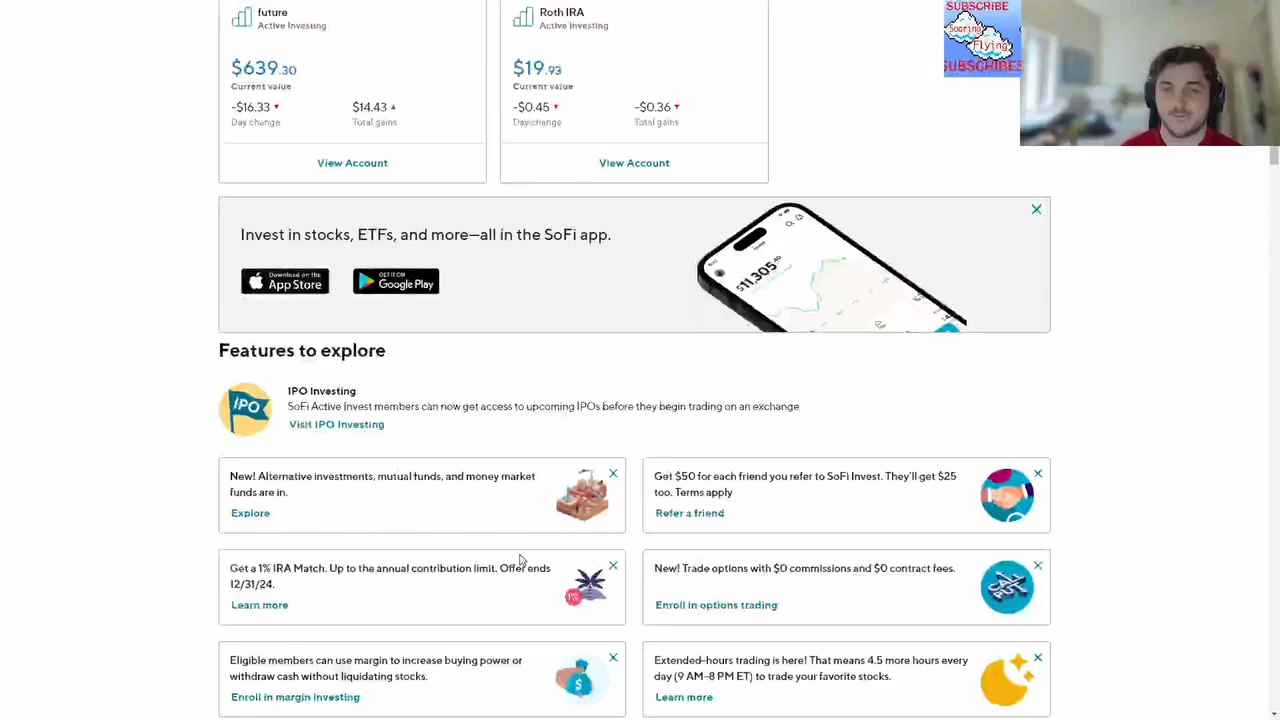 future
Active Investing
$639.30
Current value
-$16.33
Day change
$14.43
Total gains
View Account
Roth IRA
Active Investing
$19.93
Current value
-$0.45
Day change
-$0.36
Total gains
View Account
SUBSCRIBE
Soaring
Flying
SUBSCRIBE
Invest in stocks, ETFs, and more—all in the SoFi app.
Download on the
App Store
GET IT ON
Google Play
$11,305
Features to explore
IPO
IPO Investing
SoFi Active Invest members can now get access to upcoming IPOs before they begin trading on an exchange
Visit IPO Investing
New! Alternative investments, mutual funds, and money market
funds are in.
Explore
Get $50 for each friend you refer to SoFi Invest. They'll get $25
too. Terms apply
Refer a friend
Get a 1% IRA Match. Up to the annual contribution limit. Offer ends
12/31/24.
Learn more
1%
New! Trade options with $0 commissions and $0 contract fees.
Enroll in options trading
CALL
PUT
Eligible members can use margin to increase buying power or
withdraw cash without liquidating stocks.
Enroll in margin investing
$
Extended-hours trading is here! That means 4.5 more hours every
day (9 AM–8 PM ET) to trade your favorite stocks.
Learn more